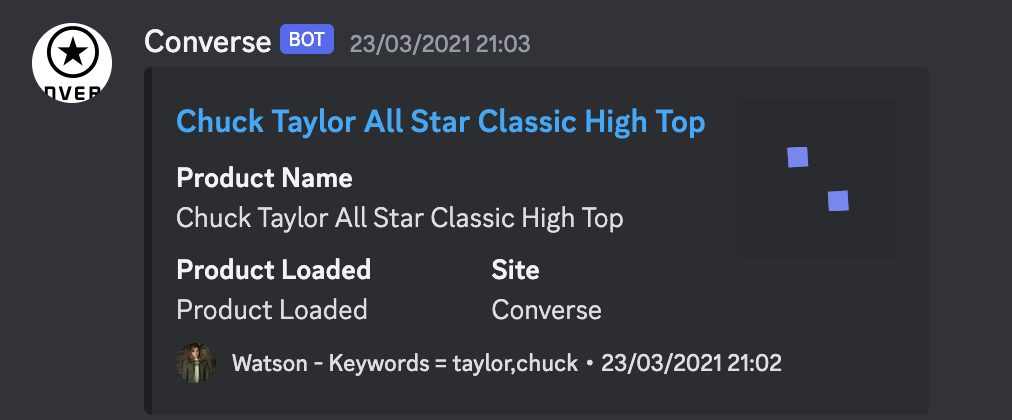 Converse BOT 23/03/2021 21:03
Chuck Taylor All Star Classic High Top
Product Name
Chuck Taylor All Star Classic High Top
Product Loaded Site
Product Loaded Converse
Watson - Keywords = taylor,chuck • 23/03/2021 21:02